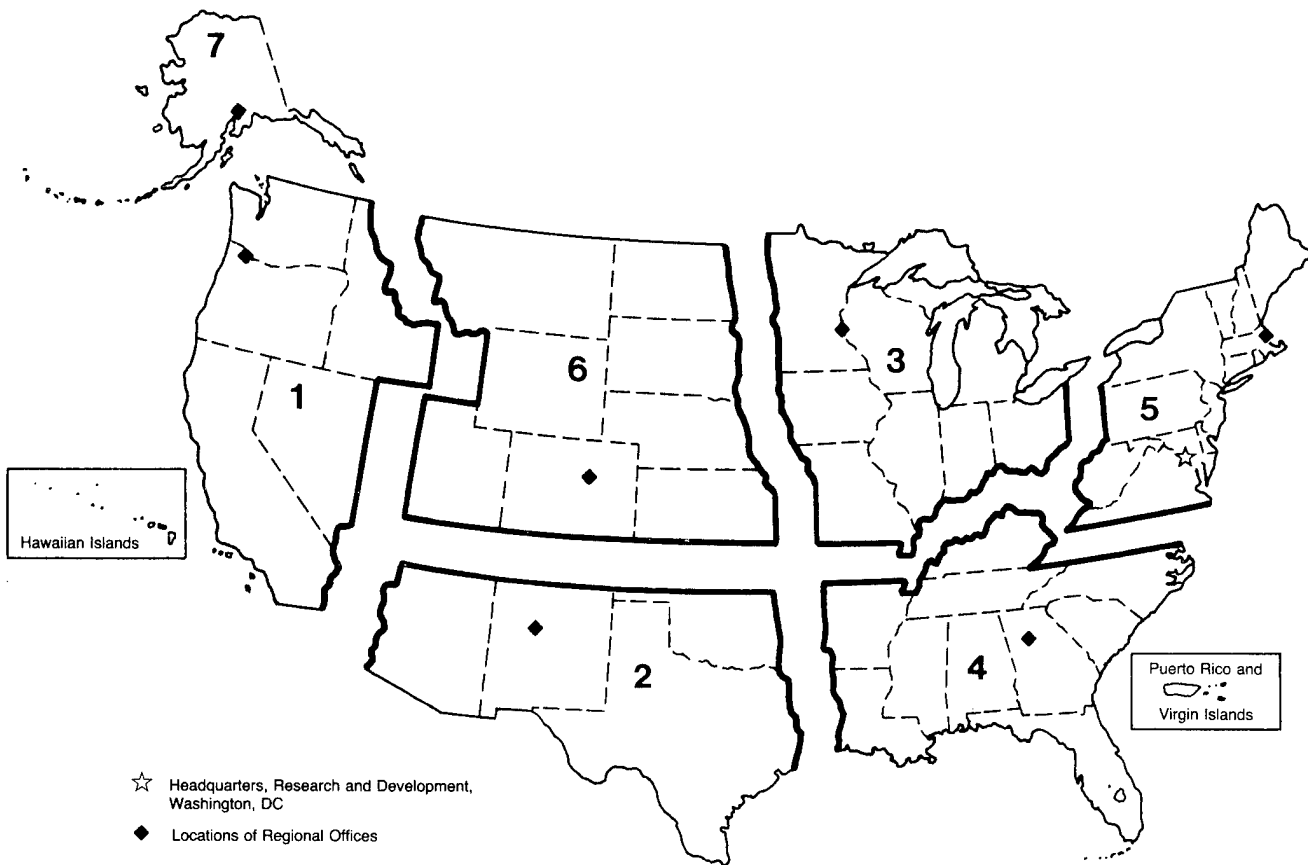 7
6
3
1
5
Hawaiian Islands
4
2
Puerto Rico and
Virgin Islands
Headquarters, Research and Development,
Washington, DC
Locations of Regional Offices